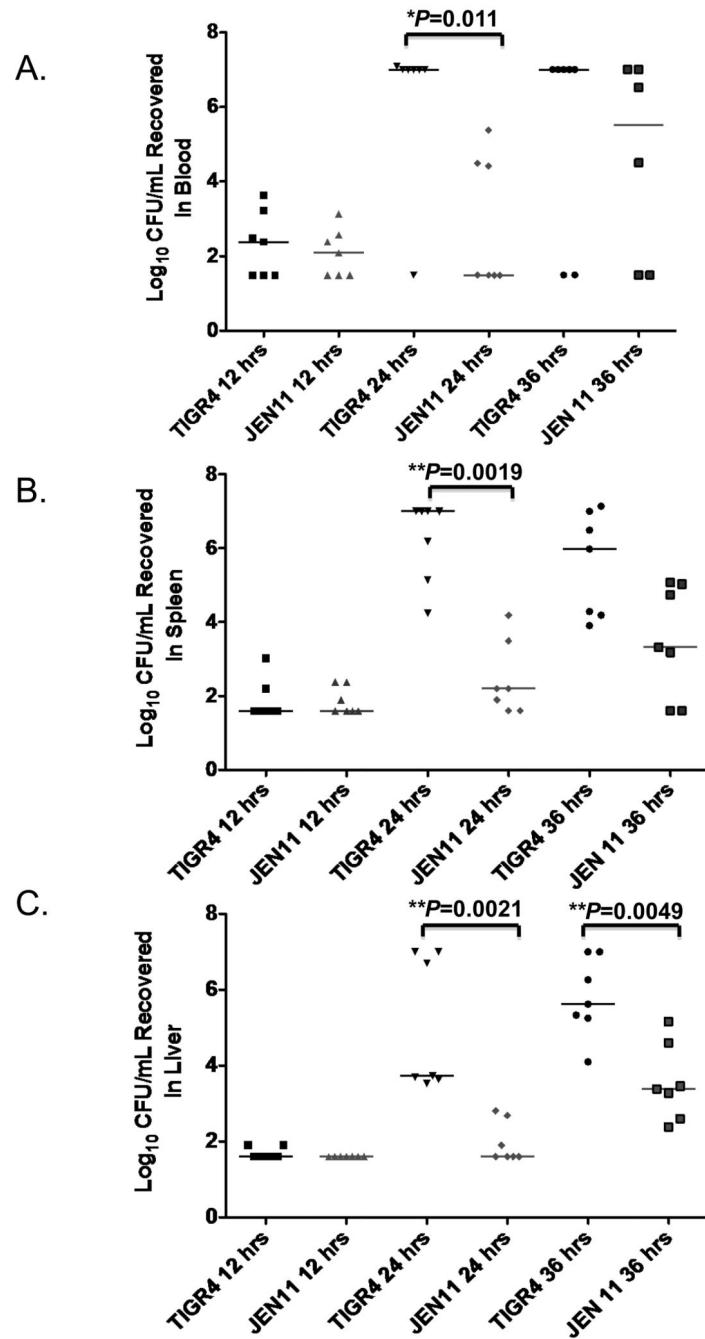 A.
*P=0.011
Log10 CFU/mL Recovered
In Blood
8
6
4
2
0
TIGR4 12 hrs
JEN11 12 hrs
TIGR4 24 hrs
JEN11 24 hrs
TIGR4 36 hrs
JEN 11 36 hrs
B.
**P=0.0019
Log10 CFU/mL Recovered
In Spleen
8
6
4
2
0
TIGR4 12 hrs
JEN11 12 hrs
TIGR4 24 hrs
JEN11 24 hrs
TIGR4 36 hrs
JEN 11 36 hrs
C.
**P=0.0021
**P=0.0049
Log10 CFU/mL Recovered
In Liver
8
6
4
2
0
TIGR4 12 hrs
JEN11 12 hrs
TIGR4 24 hrs
JEN11 24 hrs
TIGR4 36 hrs
JEN 11 36 hrs